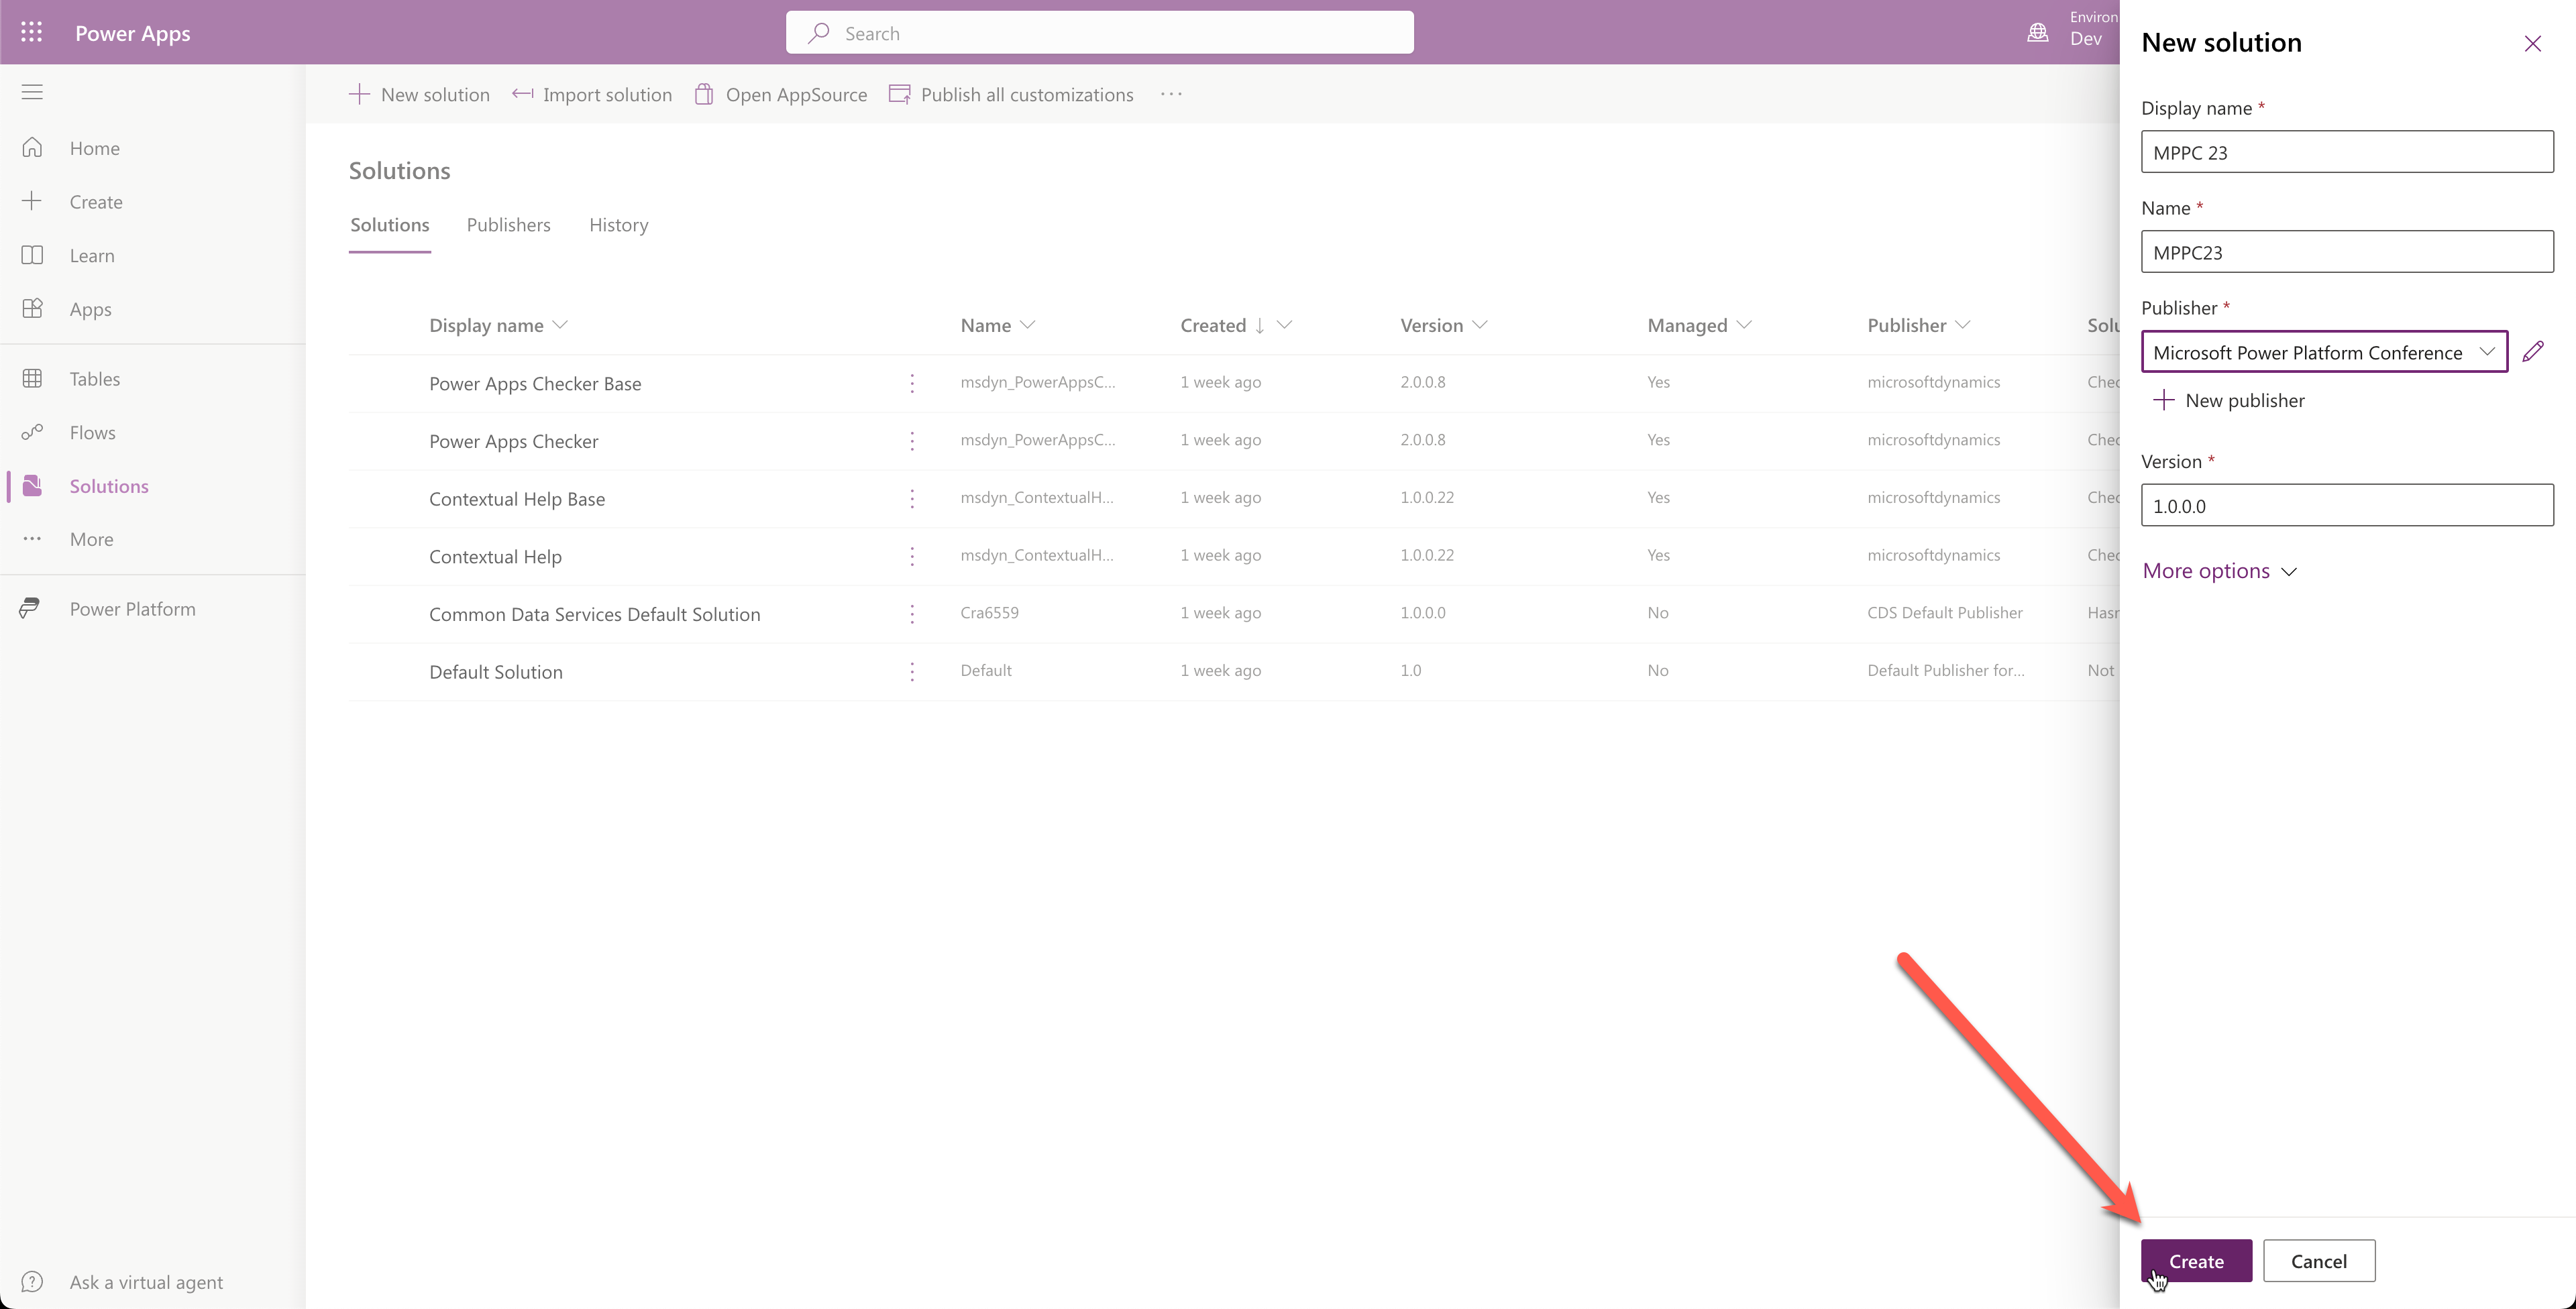 Power Apps
Search
Environ
Dev
New solution
Import solution
Open AppSource
Publish all customizations
Home
Create
Learn
Apps
Tables
Flows
Solutions
More
Power Platform
Ask a virtual agent
Solutions
Solutions Publishers History
Display name Name Created Version Managed Publisher Solu
Power Apps Checker Base msdyn_PowerAppsC... 1 week ago 2.0.0.8 Yes microsoftdynamics Chec
Power Apps Checker msdyn_PowerAppsC... 1 week ago 2.0.0.8 Yes microsoftdynamics Chec
Contextual Help Base msdyn_ContextualH... 1 week ago 1.0.0.22 Yes microsoftdynamics Chec
Contextual Help msdyn_ContextualH... 1 week ago 1.0.0.22 Yes microsoftdynamics Chec
Common Data Services Default Solution Cra6559 1 week ago 1.0.0.0 No CDS Default Publisher Hasn
Default Solution Default 1 week ago 1.0 No Default Publisher for... Not
New solution
Display name *
MPPC 23
Name *
MPPC23
Publisher *
Microsoft Power Platform Conference
New publisher
Version *
1.0.0.0
More options
Create Cancel